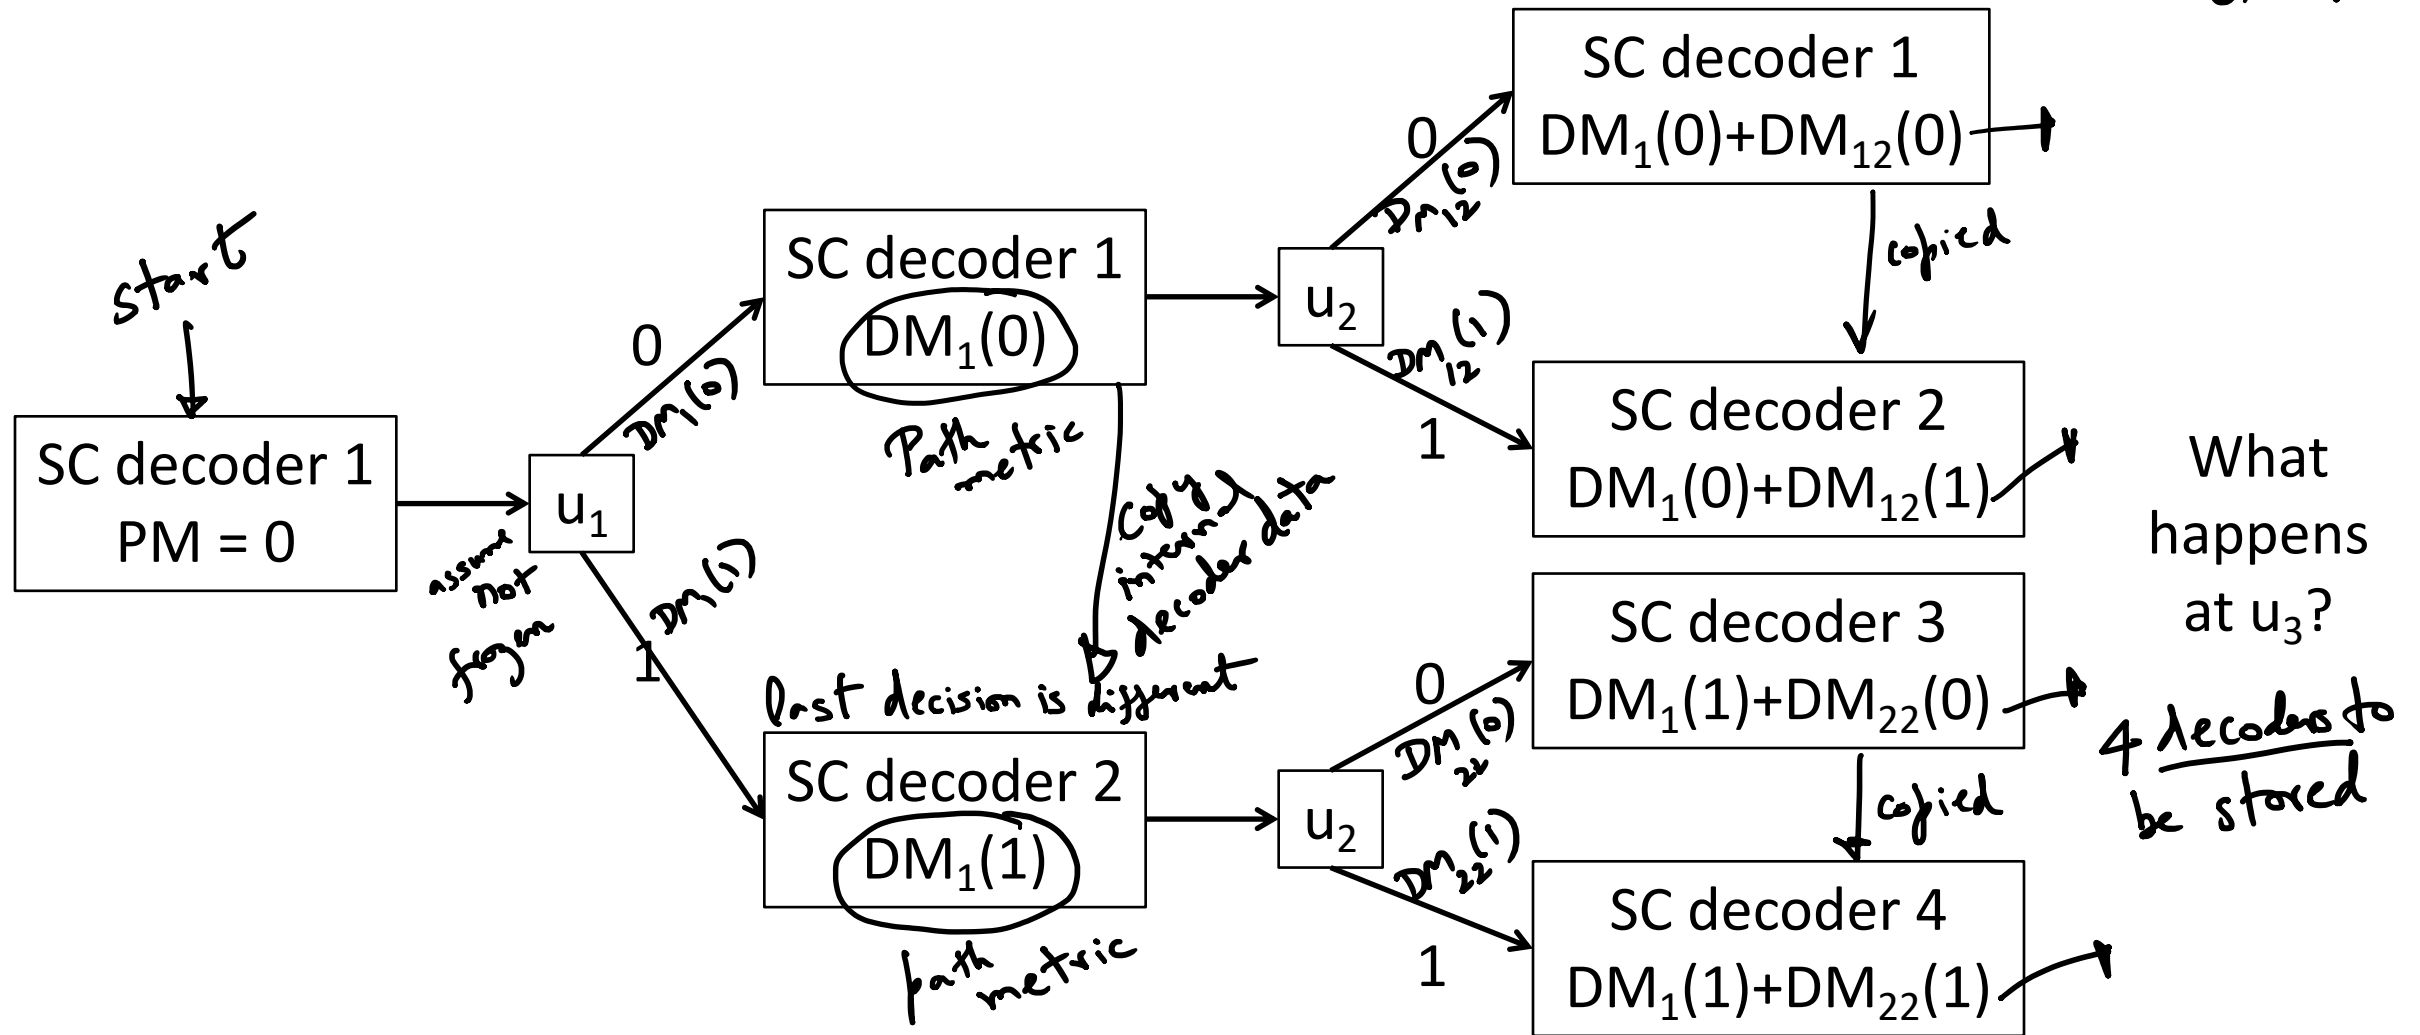 start
SC decoder 1
PM = 0
assume
not
frozen
u₁
0
DM₁(0)
DM₁(1)
1
SC decoder 1
DM₁(0)
Path
metric
copy
internal
decoder data
Last decision is different
SC decoder 2
DM₁(1)
path
metric
u₂
0
DM₁₂(0)
DM₁₂(1)
1
u₂
0
DM₂₂(0)
DM₂₂(1)
1
SC decoder 1
DM₁(0)+DM₁₂(0)
copied
SC decoder 2
DM₁(0)+DM₁₂(1)
SC decoder 3
DM₁(1)+DM₂₂(0)
copied
SC decoder 4
DM₁(1)+DM₂₂(1)
What
happens
at u₃?
4 decoders to
be stored